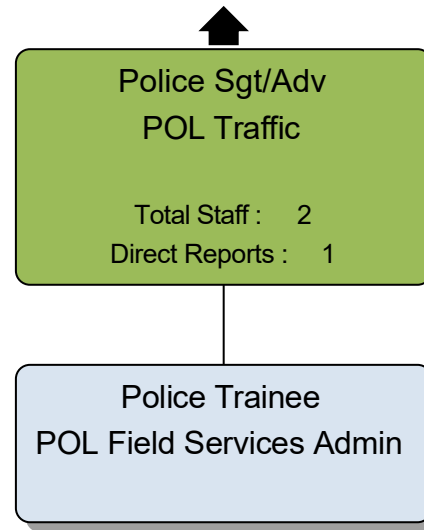 Police Sgt/Adv
POL Traffic
Total Staff : 2
Direct Reports : 1
Police Trainee
POL Field Services Admin